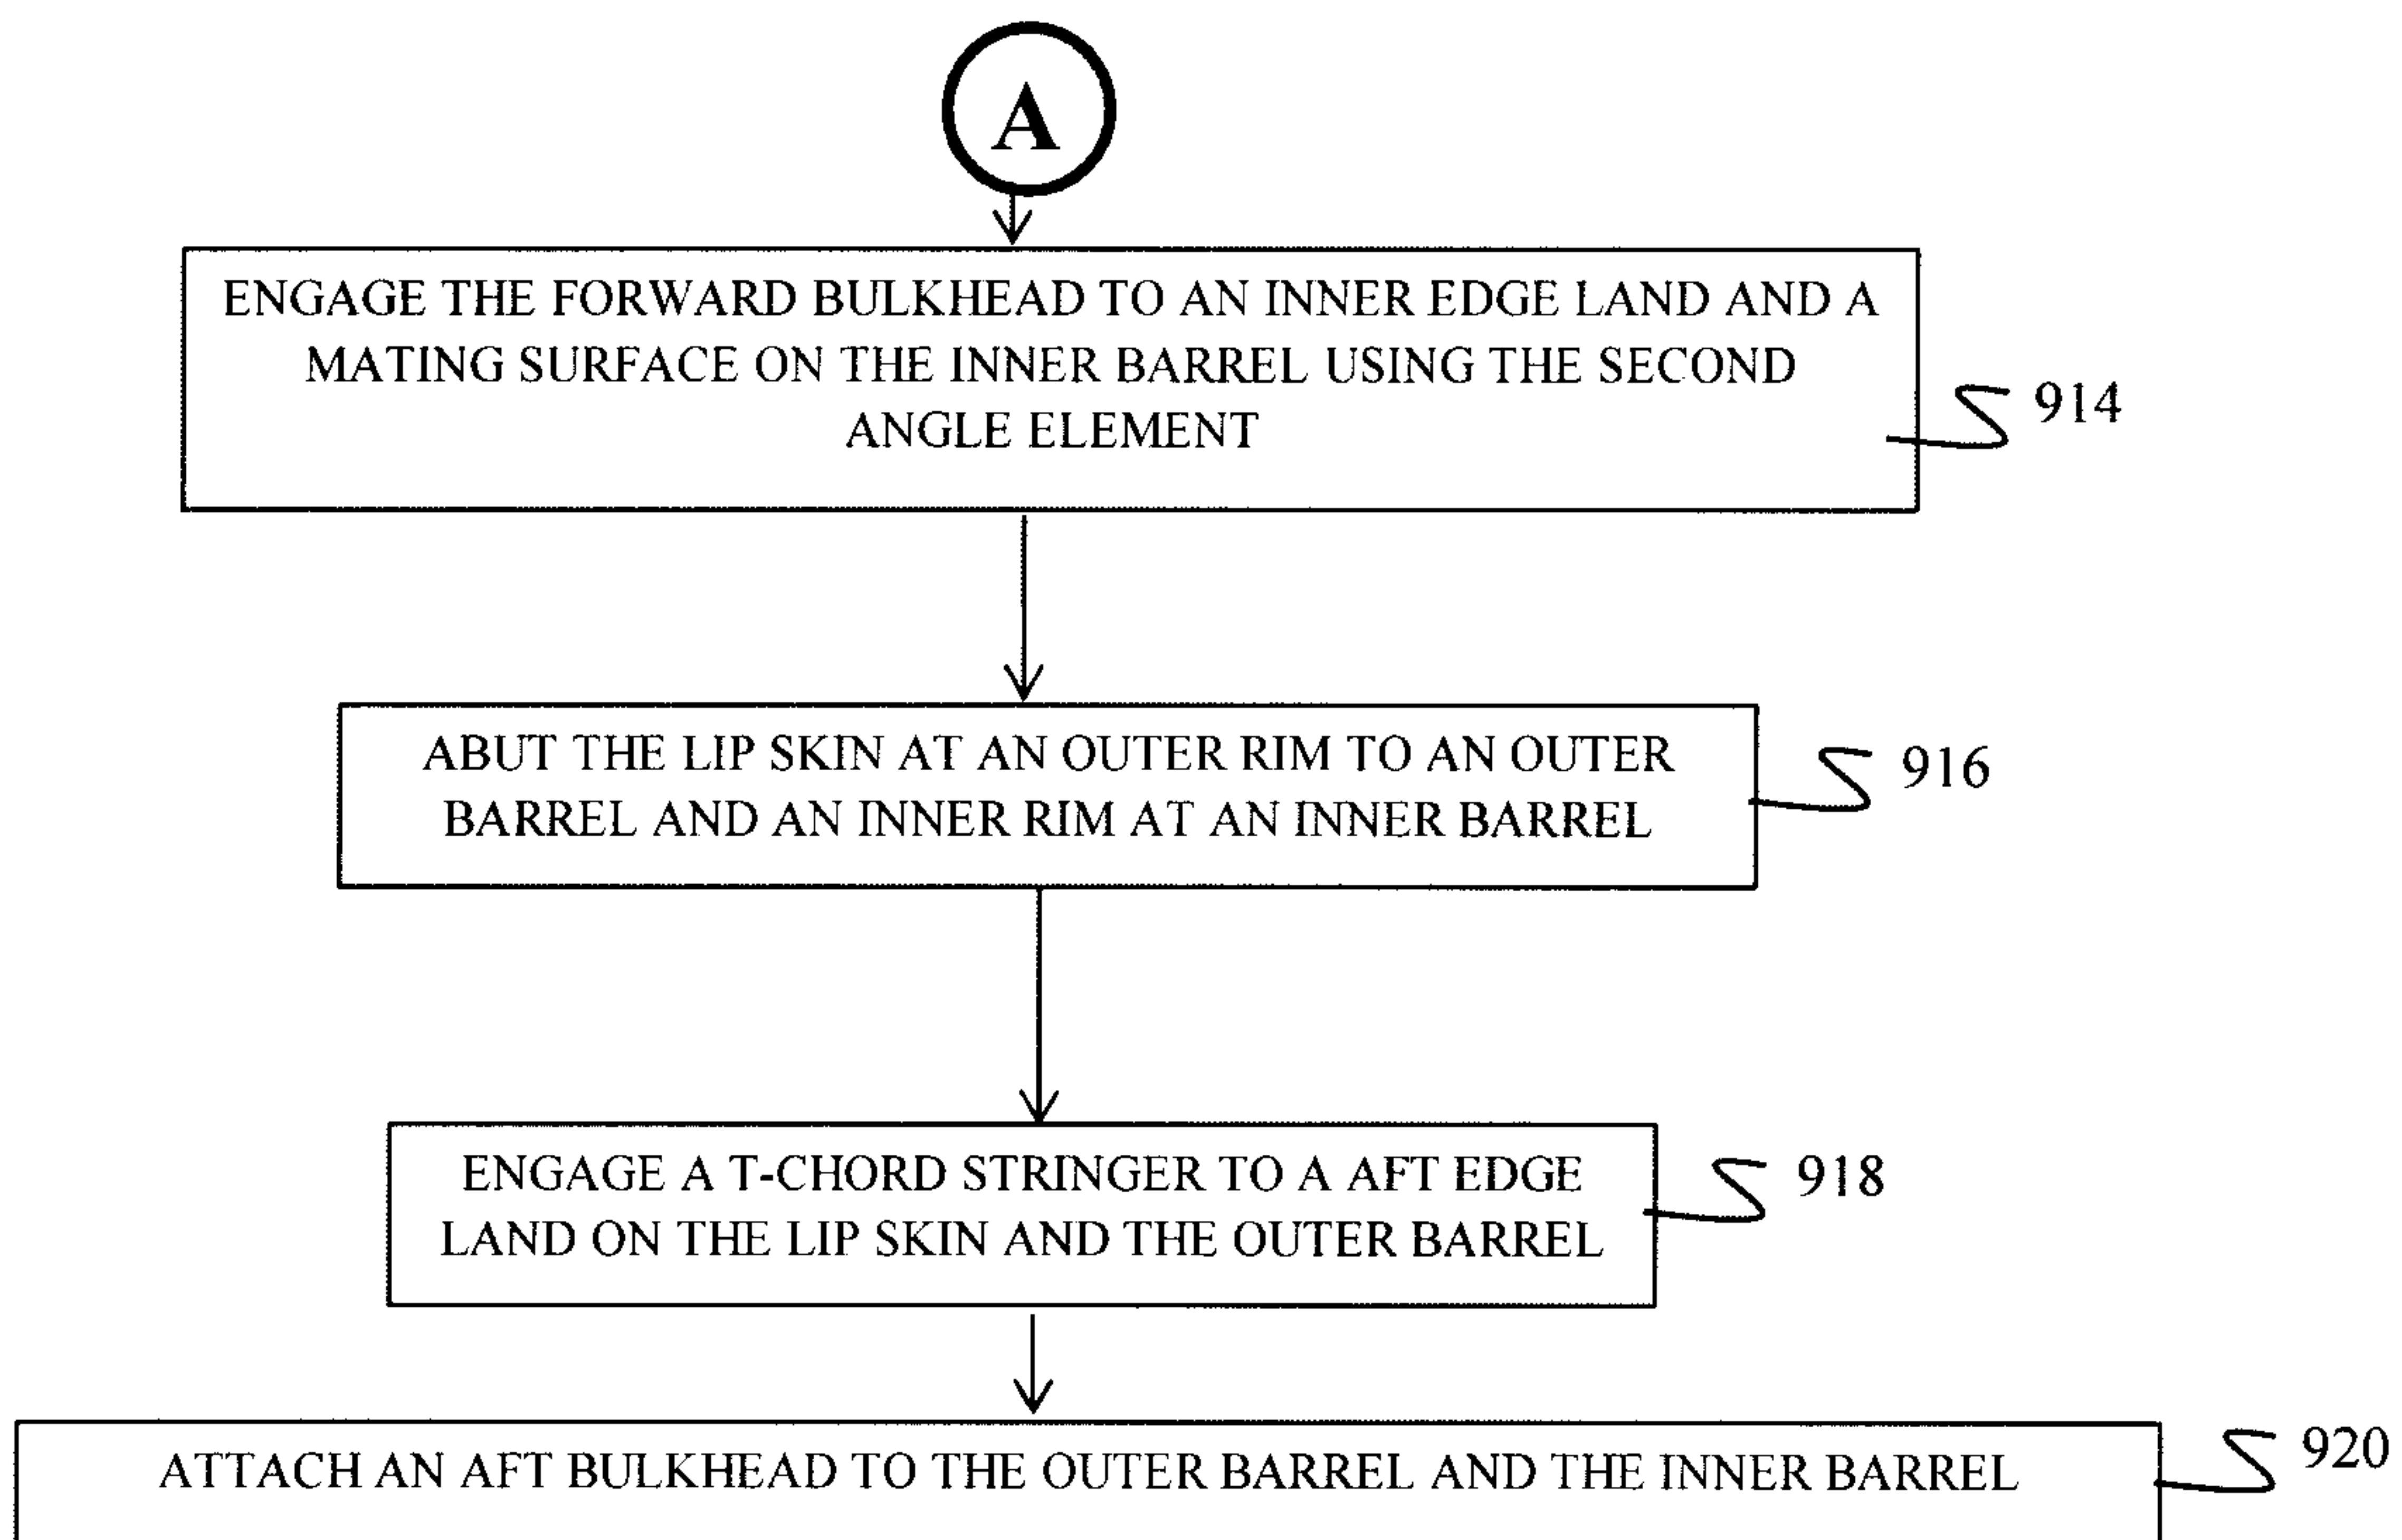 A
ENGAGE THE FORWARD BULKHEAD TO AN INNER EDGE LAND AND A
MATING SURFACE ON THE INNER BARREL USING THE SECOND
ANGLE ELEMENT
914
ABUT THE LIP SKIN AT AN OUTER RIM TO AN OUTER
BARREL AND AN INNER RIM AT AN INNER BARREL
916
ENGAGE A T-CHORD STRINGER TO A AFT EDGE
LAND ON THE LIP SKIN AND THE OUTER BARREL
918
ATTACH AN AFT BULKHEAD TO THE OUTER BARREL AND THE INNER BARREL
920